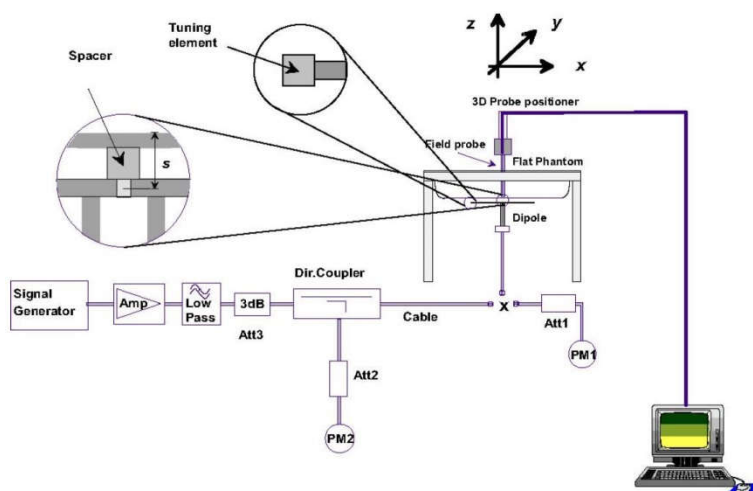 Tuning
element
z
y
x
Spacer
3D Probe positioner
s
Field probe
Flat Phantom
Dipole
Dir.Coupler
Signal
Generator
Amp
Low
Pass
3dB
Cable
x
Att3
Att1
PM1
Att2
PM2